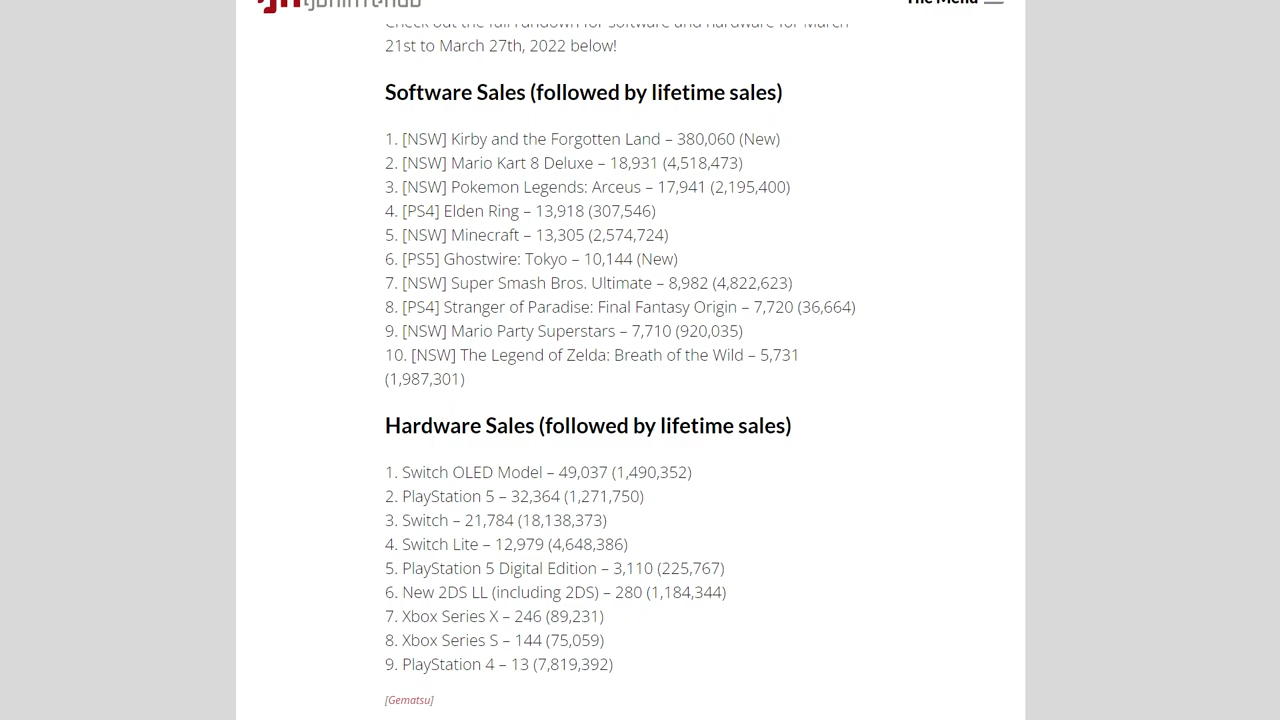 The Menu
Check out the full rundown for software and hardware for March
21st to March 27th, 2022 below!
Software Sales (followed by lifetime sales)
1. [NSW] Kirby and the Forgotten Land – 380,060 (New)
2. [NSW] Mario Kart 8 Deluxe – 18,931 (4,518,473)
3. [NSW] Pokemon Legends: Arceus – 17,941 (2,195,400)
4. [PS4] Elden Ring – 13,918 (307,546)
5. [NSW] Minecraft – 13,305 (2,574,724)
6. [PS5] Ghostwire: Tokyo – 10,144 (New)
7. [NSW] Super Smash Bros. Ultimate – 8,982 (4,822,623)
8. [PS4] Stranger of Paradise: Final Fantasy Origin – 7,720 (36,664)
9. [NSW] Mario Party Superstars – 7,710 (920,035)
10. [NSW] The Legend of Zelda: Breath of the Wild – 5,731
(1,987,301)
Hardware Sales (followed by lifetime sales)
1. Switch OLED Model – 49,037 (1,490,352)
2. PlayStation 5 – 32,364 (1,271,750)
3. Switch – 21,784 (18,138,373)
4. Switch Lite – 12,979 (4,648,386)
5. PlayStation 5 Digital Edition – 3,110 (225,767)
6. New 2DS LL (including 2DS) – 280 (1,184,344)
7. Xbox Series X – 246 (89,231)
8. Xbox Series S – 144 (75,059)
9. PlayStation 4 – 13 (7,819,392)
[Gematsu]